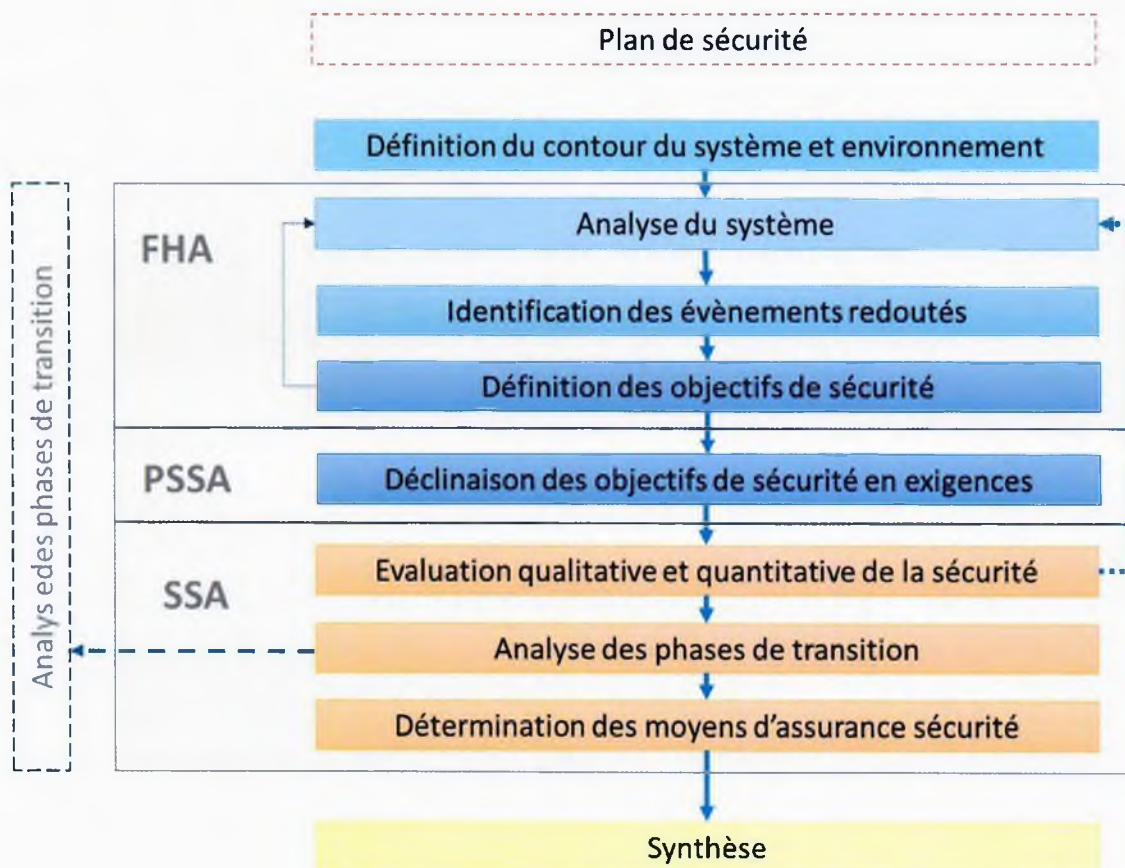 Plan de sécurité
Définition du contour du système et environnement
FHA
Analyse du système
Identification des évènements redoutés
Définition des objectifs de sécurité
PSSA
Déclinaison des objectifs de sécurité en exigences
SSA
Evaluation qualitative et quantitative de la sécurité
Analyse des phases de transition
Détermination des moyens d'assurance sécurité
Synthèse
Analys edes phases de transition